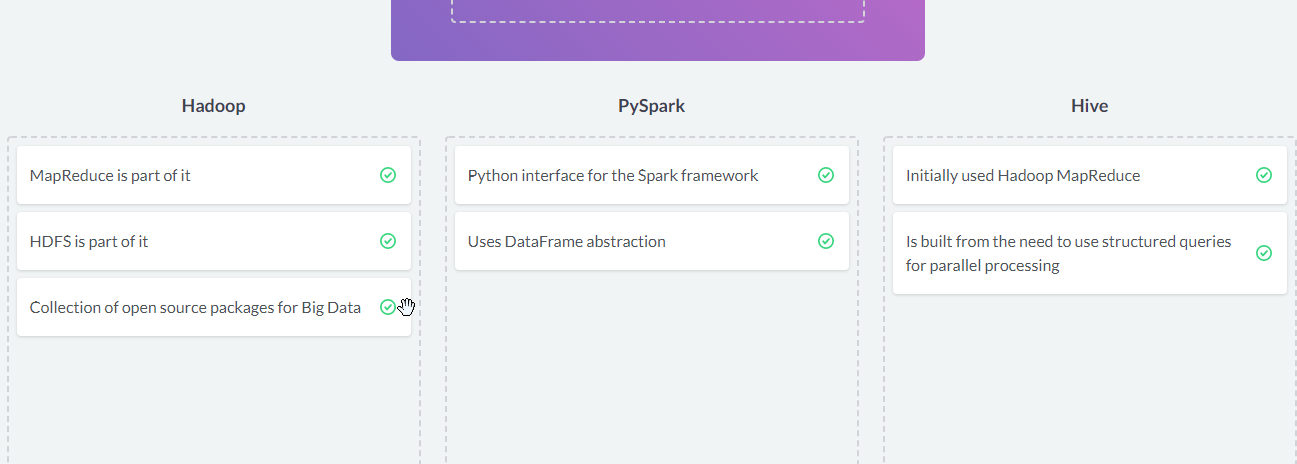 Hadoop
PySpark
Hive
MapReduce is part of it
Python interface for the Spark framework
Initially used Hadoop MapReduce
HDFS is part of it
Uses DataFrame abstraction
Is built from the need to use structured queries
for parallel processing
Collection of open source packages for Big Data